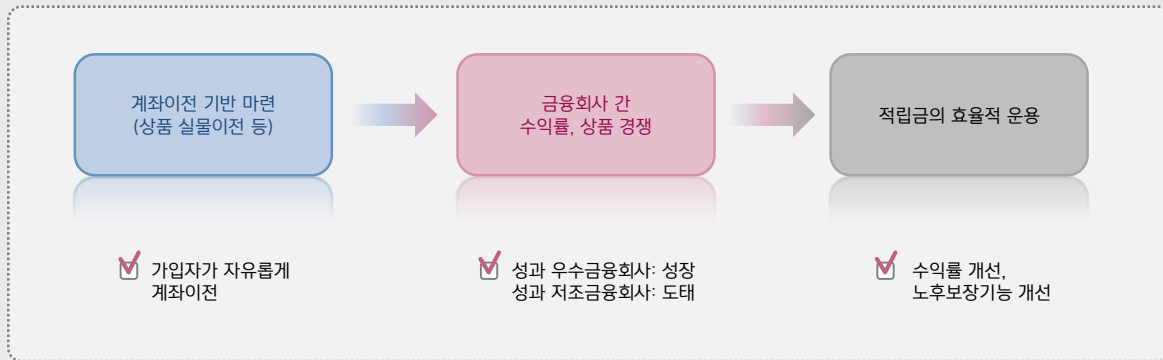 계좌이전 기반 마련
(상품 실물이전 등)
금융회사 간
수익률, 상품 경쟁
적립금의 효율적 운용
가입자가 자유롭게
계좌이전
성과 우수금융회사: 성장
성과 저조금융회사: 도태
수익률 개선,
노후보장기능 개선